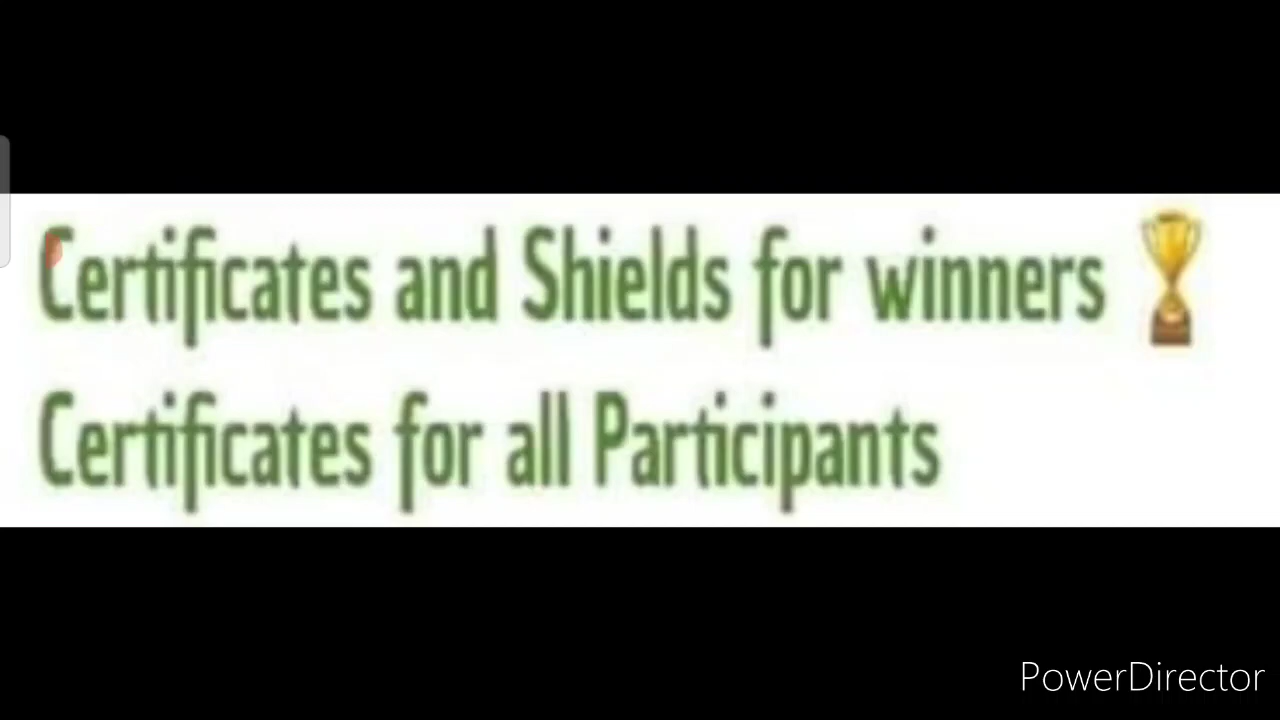 Certificates and Shields for winners 🏆
Certificates for all Participants
PowerDirector